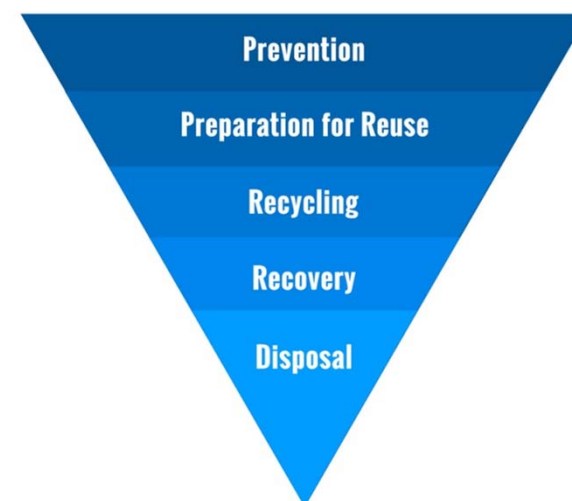 Prevention
Preparation for Reuse
Recycling
Recovery
Disposal